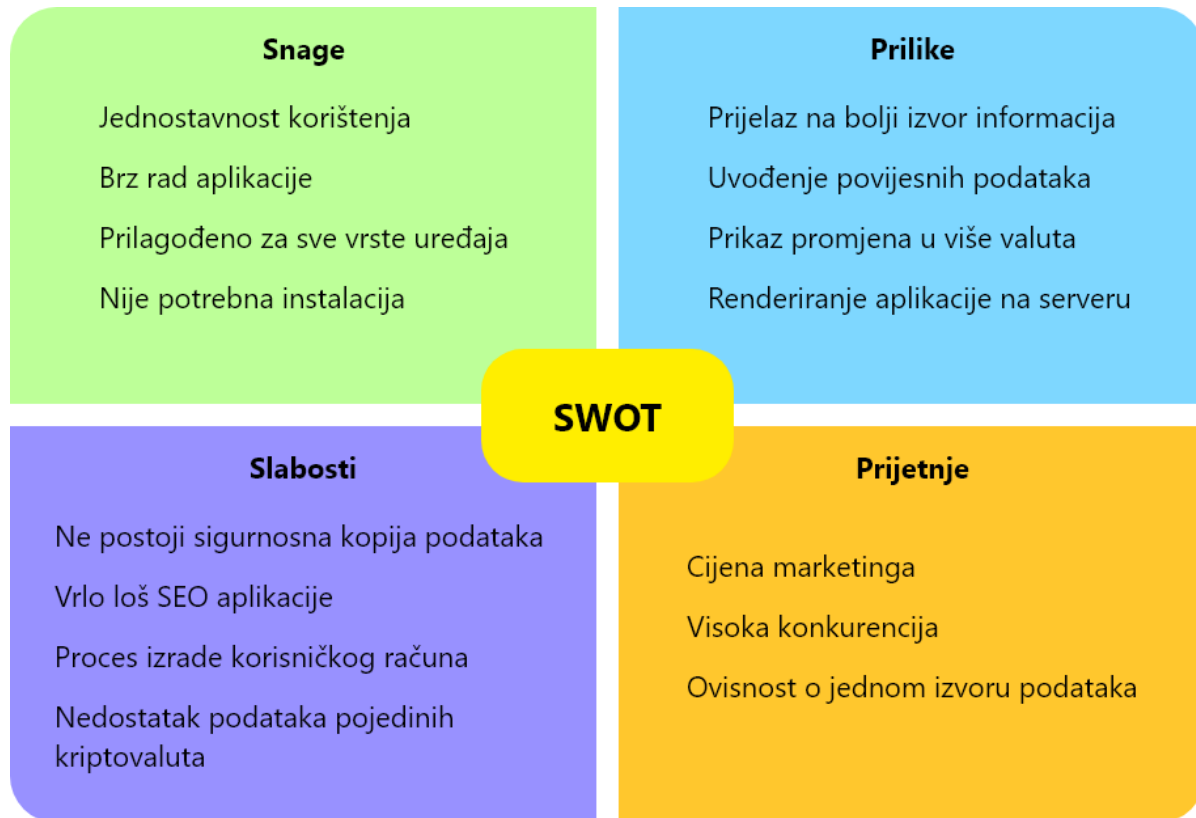 Snage
Jednostavnost korištenja
Brz rad aplikacije
Prilagođeno za sve vrste uređaja
Nije potrebna instalacija
Prilike
Prijelaz na bolji izvor informacija
Uvođenje povijesnih podataka
Prikaz promjena u više valuta
Renderiranje aplikacije na serveru
SWOT
Slabosti
Ne postoji sigurnosna kopija podataka
Vrlo loš SEO aplikacije
Proces izrade korisničkog računa
Nedostatak podataka pojedinih
kriptovaluta
Prijetnje
Cijena marketinga
Visoka konkurencija
Ovisnost o jednom izvoru podataka